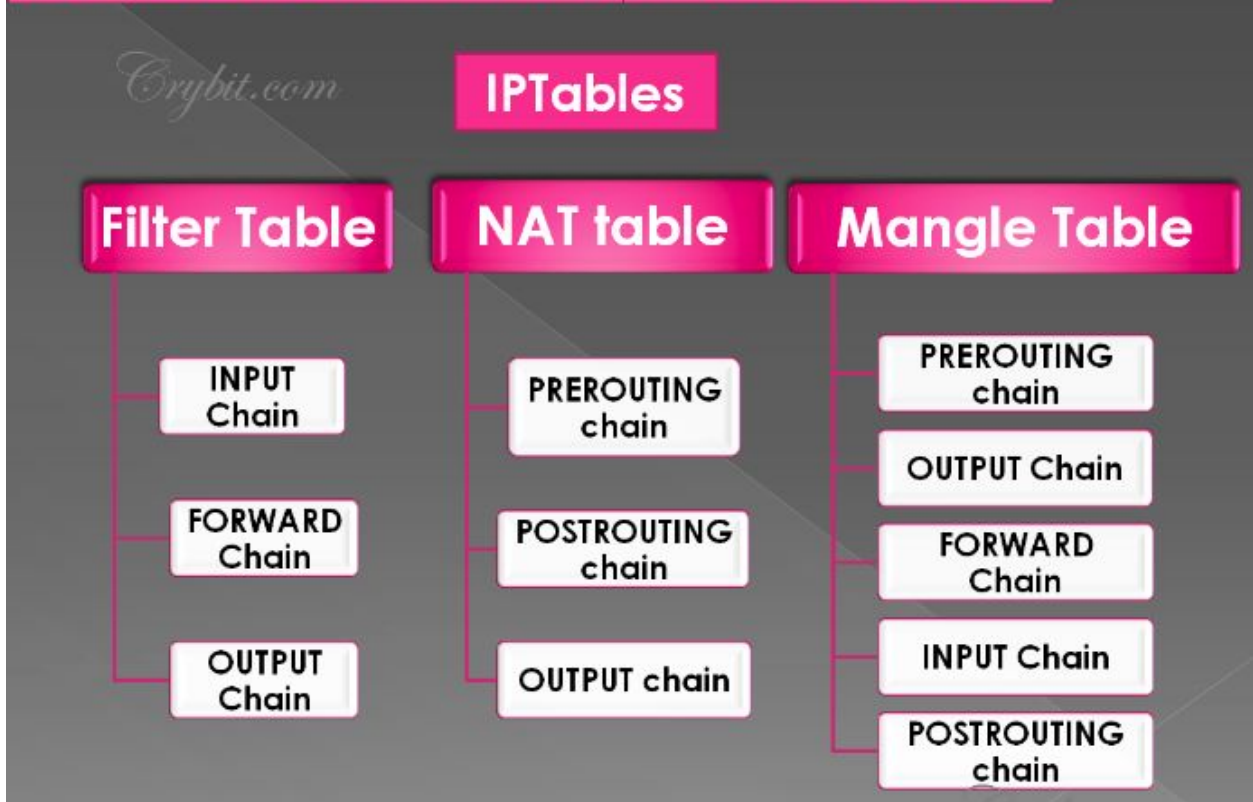 Crybit.com
IPTables
Filter Table
INPUT
Chain
FORWARD
Chain
OUTPUT
Chain
NAT table
PREROUTING
chain
POSTROUTING
chain
OUTPUT chain
Mangle Table
PREROUTING
chain
OUTPUT Chain
FORWARD
Chain
INPUT Chain
POSTROUTING
chain